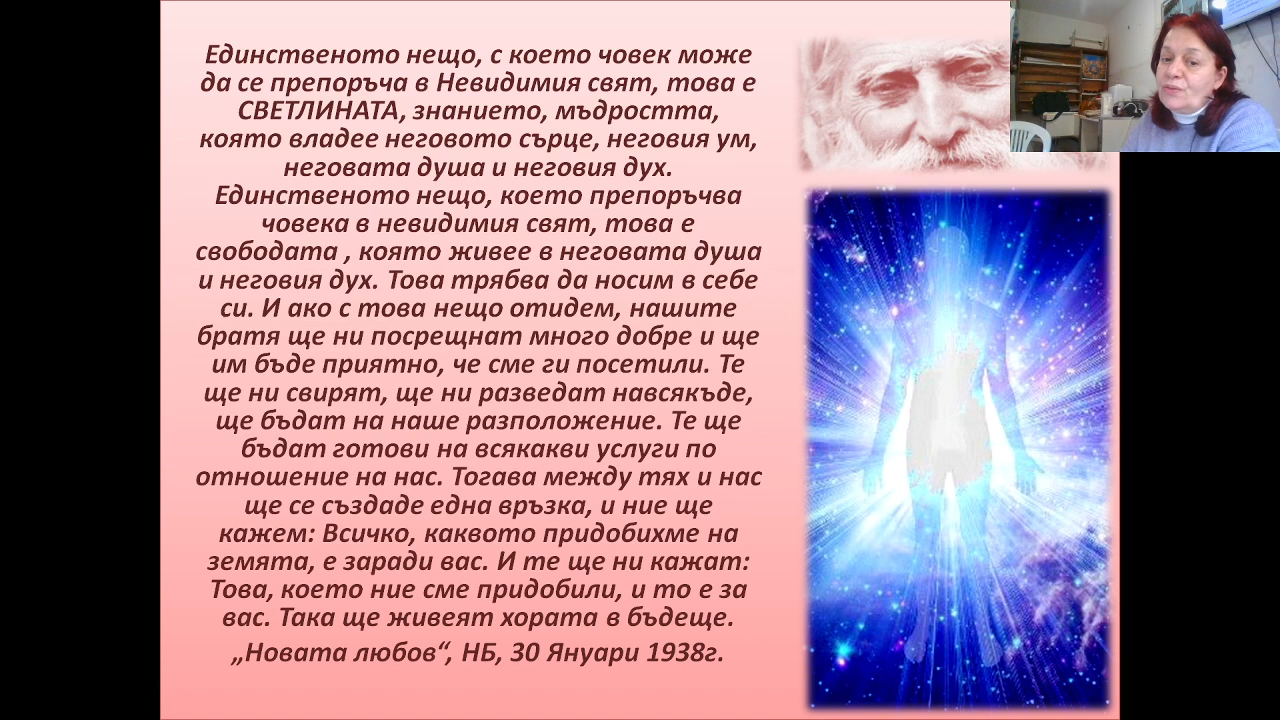 Единственото нещо, с което човек може
да се препоръча в Невидимия свят, това е
СВЕТЛИНАТА, знанието, мъдростта,
която владее неговото сърце, неговия ум,
неговата душа и неговия дух.
Единственото нещо, което препоръчва
човека в невидимия свят, това е
свободата , която живее в неговата душа
и неговия дух. Това трябва да носим в себе
си. И ако с това нещо отидем, нашите
братя ще ни посрещнат много добре и ще
им бъде приятно, че сме ги посетили. Те
ще ни свирят, ще ни разведат навсякъде,
ще бъдат на наше разположение. Те ще
бъдат готови на всякакви услуги по
отношение на нас. Тогава между тях и нас
ще се създаде една връзка, и ние ще
кажем: Всичко, каквото придобихме на
земята, е заради вас. И те ще ни кажат:
Това, което ние сме придобили, и то е за
вас. Така ще живеят хората в бъдеще.
„Новата любов“, НБ, 30 Януари 1938г.